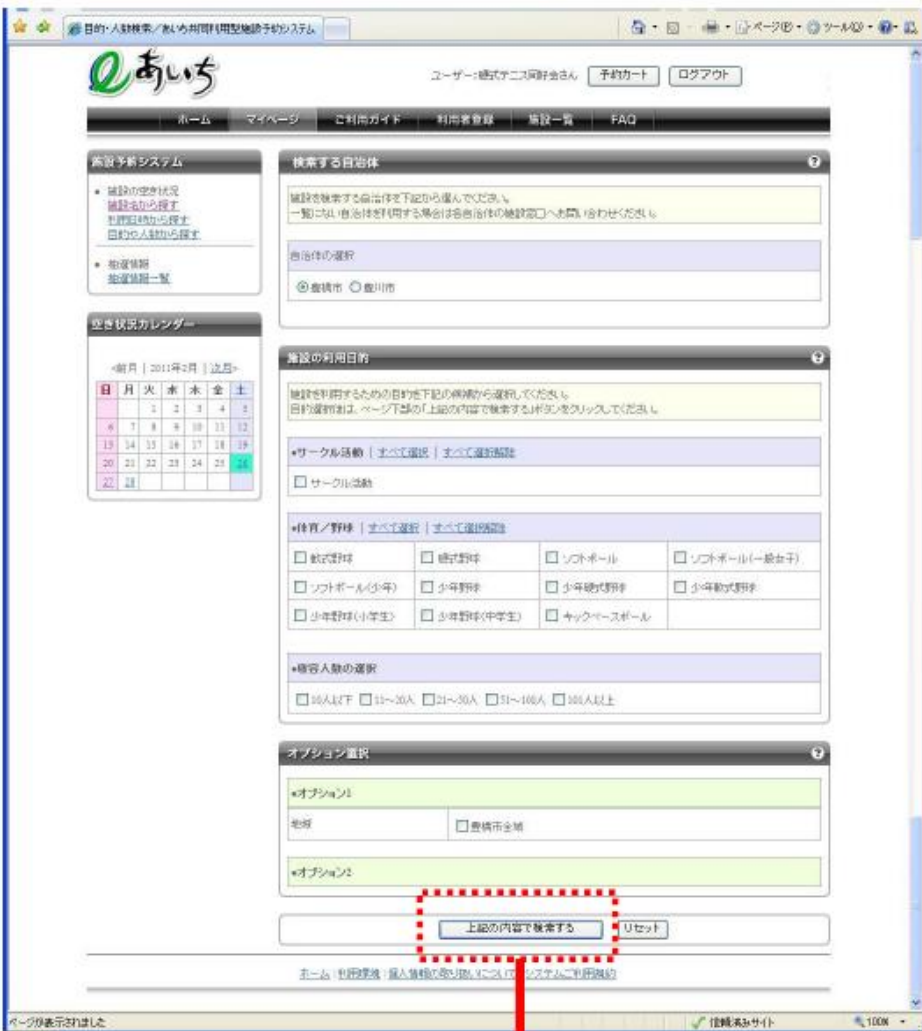 目的・人数検索／あいち共同利用型施設予約システム
ページ(P)
ツール(O)
あいち
ユーザー:硬式テニス同好会さん 予約カート ログアウト
ホーム マイページ ご利用ガイド 利用者登録 施設一覧 FAQ
施設予約システム
施設の空き状況
施設名から探す
利用日時から探す
目的や人数から探す
抽選情報
抽選情報一覧
空き状況カレンダー
<前月 | 2011年2月 | 次月>
日 月 火 水 木 金 土
1 2 3 4 5
6 7 8 9 10 11 12
13 14 15 16 17 18 19
20 21 22 23 24 25 26
27 28
検索する自治体
施設を検索する自治体を下記から選んでください。
一覧にない自治体を利用する場合は各自治体の施設窓口へお問い合わせください。
自治体の選択
豊橋市 豊川市
施設の利用目的
施設を利用するための目的を下記の候補から選択してください。
目的選択後は、ページ下部の「上記の内容で検索する」ボタンをクリックしてください。
●サークル活動 | すべて選択 | すべて選択解除
サークル活動
●体育／野球 | すべて選択 | すべて選択解除
軟式野球 硬式野球 ソフトボール ソフトボール(一般女子)
ソフトボール(少年) 少年野球 少年硬式野球 少年軟式野球
少年野球(小学生) 少年野球(中学生) キックベースボール
●収容人数の選択
10人以下 11～20人 21～50人 51～100人 101人以上
オプション選択
●オプション1
地域 豊橋市全域
●オプション2
上記の内容で検索する リセット
ホーム | 利用環境 | 個人情報の取り扱いについて システムご利用規約
ページが表示されました 信頼済みサイト 100%